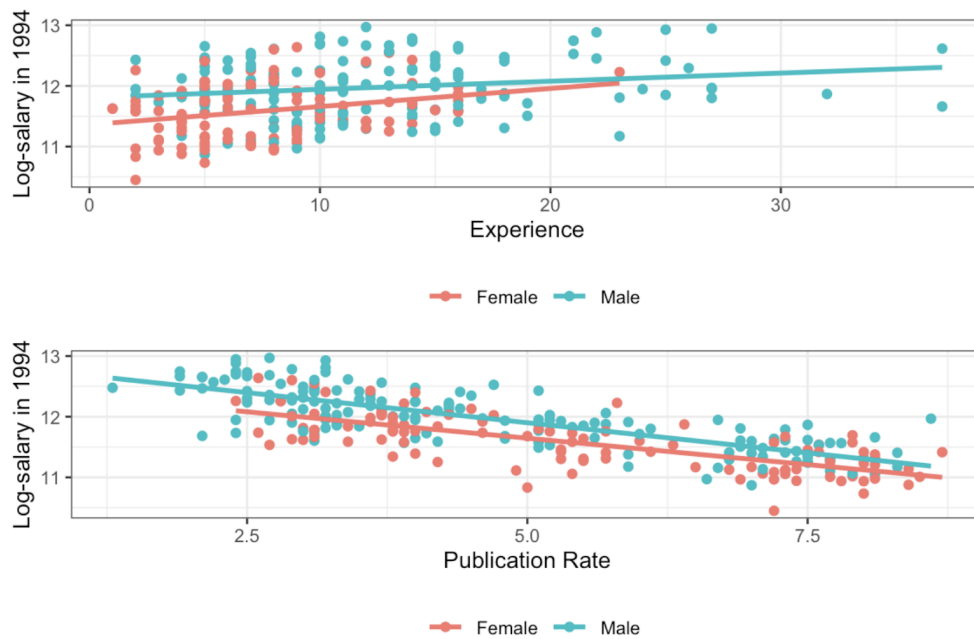 Log-salary in 1994
13
12
11
0
10
20
30
Experience
Female
Male
Log-salary in 1994
13
12
11
2.5
5.0
7.5
Publication Rate
Female
Male